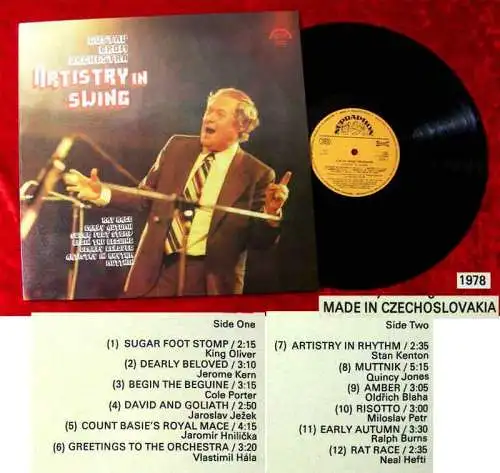 GUSTAV
BROM
ORCHESTRA
ARTISTRY IN
SWING
RAT RACE
EARLY AUTUMN
SUGAR FOOT STOMP
BEGIN THE BEGUINE
DEARLY BELOVED
ARTISTRY IN RHYTHM
MUTTNIK
SUPRAPHON
1978
MADE IN CZECHOSLOVAKIA
Side One
(1) SUGAR FOOT STOMP / 2:15
King Oliver
(2) DEARLY BELOVED / 3:10
Jerome Kern
(3) BEGIN THE BEGUINE / 3:15
Cole Porter
(4) DAVID AND GOLIATH / 2:50
Jaroslav Ježek
(5) COUNT BASIE'S ROYAL MACE / 2:15
Jaromír Hnilička
(6) GREETINGS TO THE ORCHESTRA / 3:20
Vlastimil Hála
Side Two
(7) ARTISTRY IN RHYTHM / 2:35
Stan Kenton
(8) MUTTNIK / 5:15
Quincy Jones
(9) AMBER / 3:05
Oldřich Blaha
(10) RISOTTO / 3:00
Miloslav Petr
(11) EARLY AUTUMN / 3:30
Ralph Burns
(12) RAT RACE / 2:25
Neal Hefti